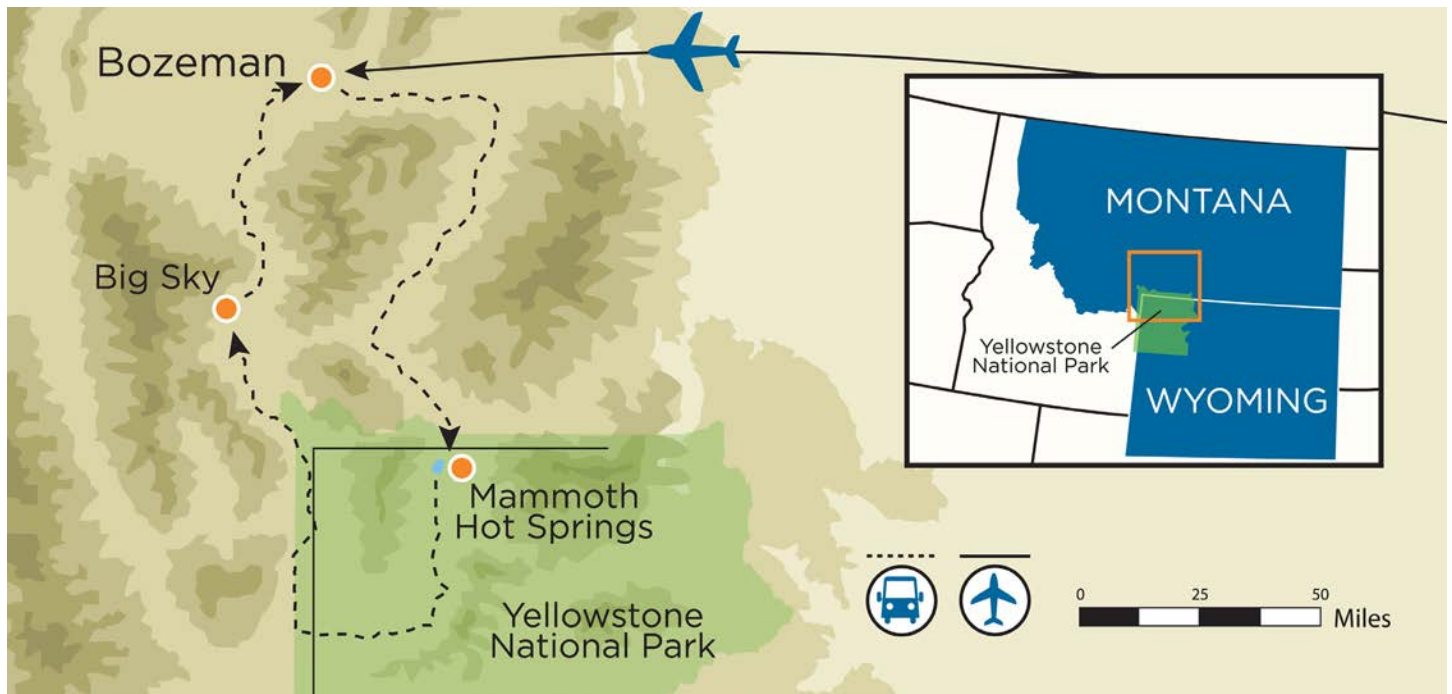 Bozeman
Big Sky
Mammoth
Hot Springs
Yellowstone
National Park
MONTANA
Yellowstone
National Park
WYOMING
0 25 50
Miles